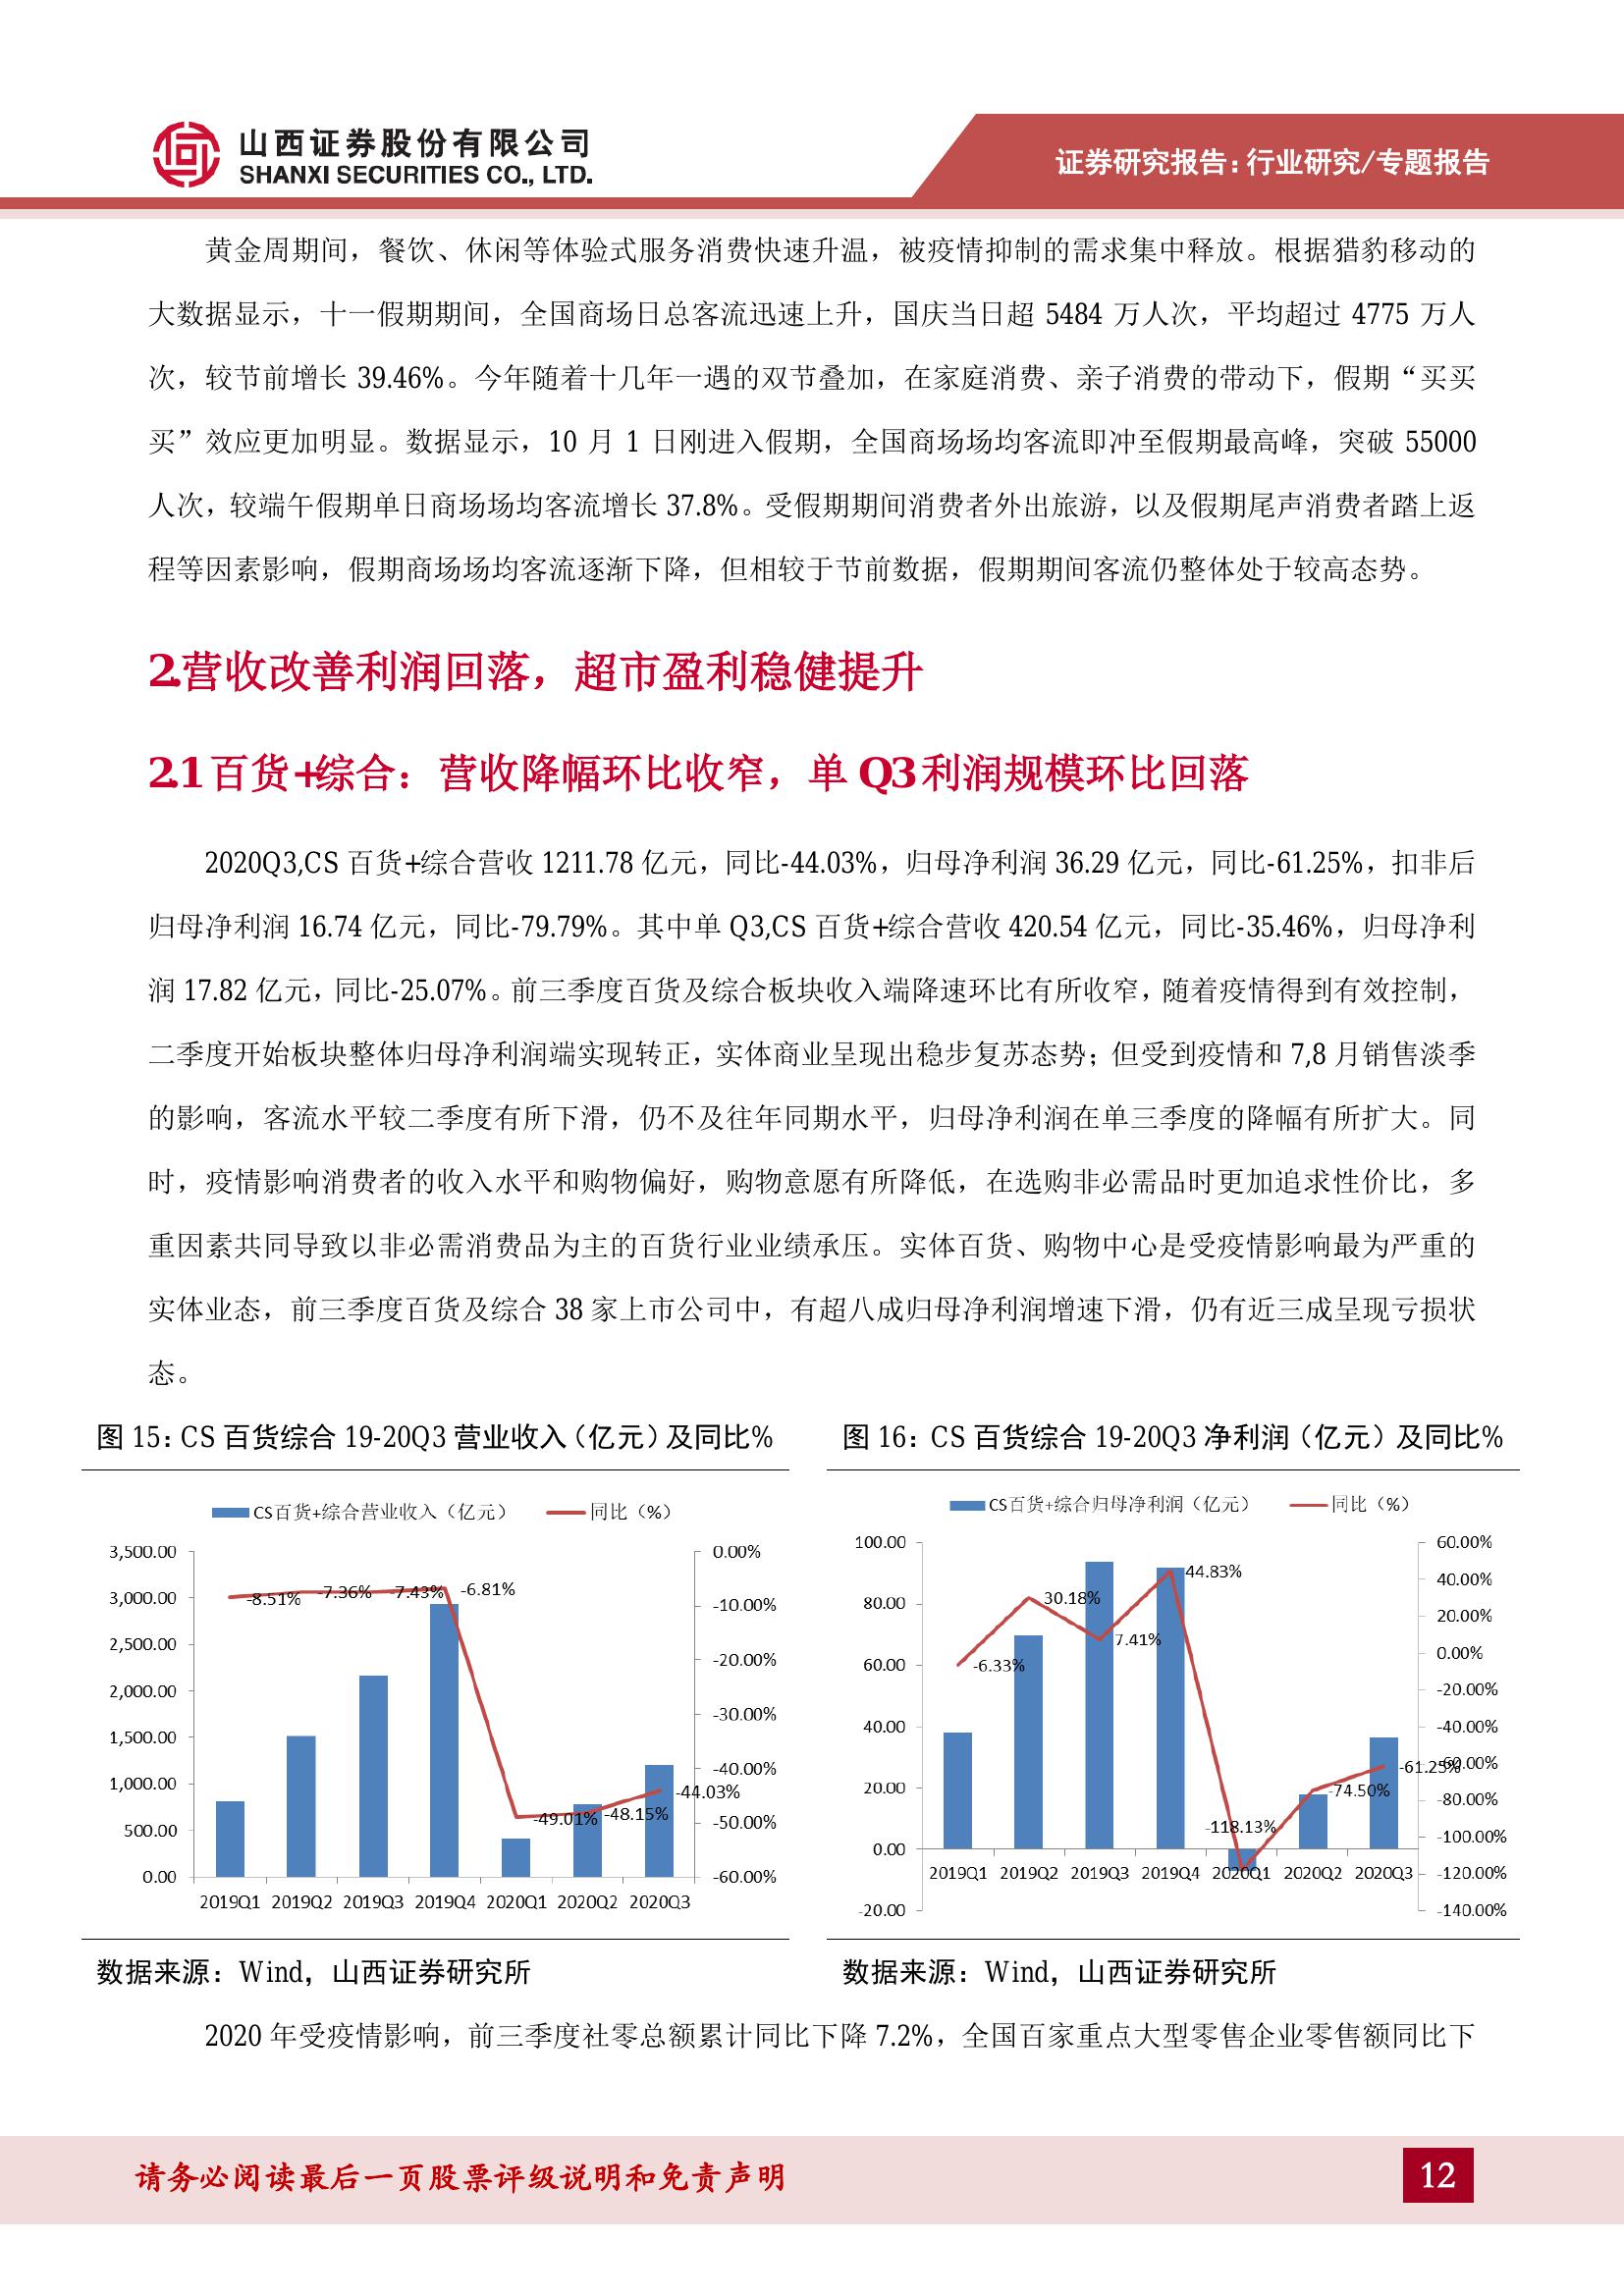 山西证券股份有限公司
SHANXI SECURITIES CO., LTD.
证券研究报告：行业研究/专题报告
黄金周期间，餐饮、休闲等体验式服务消费快速升温，被疫情抑制的需求集中释放。根据猎豹移动的
大数据显示，十一假期期间，全国商场日总客流迅速上升，国庆当日超 5484 万人次，平均超过 4775 万人
次，较节前增长 39.46%。今年随着十几年一遇的双节叠加，在家庭消费、亲子消费的带动下，假期“买买
买”效应更加明显。数据显示，10 月 1 日刚进入假期，全国商场场均客流即冲至假期最高峰，突破 55000
人次，较端午假期单日商场场均客流增长 37.8%。受假期期间消费者外出旅游，以及假期尾声消费者踏上返
程等因素影响，假期商场场均客流逐渐下降，但相较于节前数据，假期期间客流仍整体处于较高态势。
2.营收改善利润回落，超市盈利稳健提升
2.1 百货+综合：营收降幅环比收窄，单 Q3 利润规模环比回落
2020Q3,CS 百货+综合营收 1211.78 亿元，同比-44.03%，归母净利润 36.29 亿元，同比-61.25%，扣非后
归母净利润 16.74 亿元，同比-79.79%。其中单 Q3,CS 百货+综合营收 420.54 亿元，同比-35.46%，归母净利
润 17.82 亿元，同比-25.07%。前三季度百货及综合板块收入端降速环比有所收窄，随着疫情得到有效控制，
二季度开始板块整体归母净利润端实现转正，实体商业呈现出稳步复苏态势；但受到疫情和 7,8 月销售淡季
的影响，客流水平较二季度有所下滑，仍不及往年同期水平，归母净利润在单三季度的降幅有所扩大。同
时，疫情影响消费者的收入水平和购物偏好，购物意愿有所降低，在选购非必需品时更加追求性价比，多
重因素共同导致以非必需消费品为主的百货行业业绩承压。实体百货、购物中心是受疫情影响最为严重的
实体业态，前三季度百货及综合 38 家上市公司中，有超八成归母净利润增速下滑，仍有近三成呈现亏损状
态。
图 15：CS 百货综合 19-20Q3 营业收入（亿元）及同比%
CS百货+综合营业收入（亿元） 同比（%）
3,500.00
3,000.00
2,500.00
2,000.00
1,500.00
1,000.00
500.00
0.00
0.00%
-10.00%
-20.00%
-30.00%
-40.00%
-50.00%
-60.00%
-8.51% -7.36% -7.43% -6.81% -49.01% -48.15% -44.03%
2019Q1 2019Q2 2019Q3 2019Q4 2020Q1 2020Q2 2020Q3
数据来源：Wind，山西证券研究所
图 16：CS 百货综合 19-20Q3 净利润（亿元）及同比%
CS百货+综合归母净利润（亿元） 同比（%）
100.00
80.00
60.00
40.00
20.00
0.00
-20.00
60.00%
40.00%
20.00%
0.00%
-20.00%
-40.00%
-60.00%
-80.00%
-100.00%
-120.00%
-140.00%
-6.33% 30.18% 7.41% 44.83% -118.13% -74.50% -61.25%
2019Q1 2019Q2 2019Q3 2019Q4 2020Q1 2020Q2 2020Q3
数据来源：Wind，山西证券研究所
2020 年受疫情影响，前三季度社零总额累计同比下降 7.2%，全国百家重点大型零售企业零售额同比下
请务必阅读最后一页股票评级说明和免责声明
12